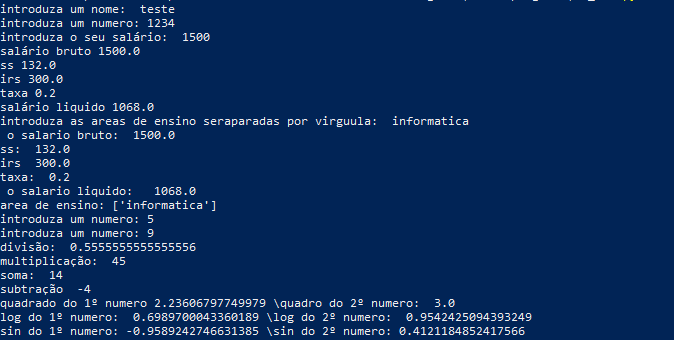 introduza um nome:  teste
introduza um numero: 1234
introduza o seu salário:  1500
salário bruto 1500.0
ss 132.0
irs 300.0
taxa 0.2
salário liquido 1068.0
introduza as areas de ensino seraparadas por virguula:  informatica
 o salario bruto:  1500.0
ss:  132.0
irs  300.0
taxa:  0.2
 o salario liquido:   1068.0
area de ensino: ['informatica']
introduza um numero: 5
introduza um numero: 9
divisão:  0.5555555555555556
multiplicação:  45
soma:  14
subtração  -4
quadrado do 1º numero 2.23606797749979 \quadro do 2º numero:  3.0
log do 1º numero:  0.6989700043360189 \log do 2º numero:  0.9542425094393249
sin do 1º numero: -0.9589242746631385 \sin do 2º numero: 0.4121184852417566